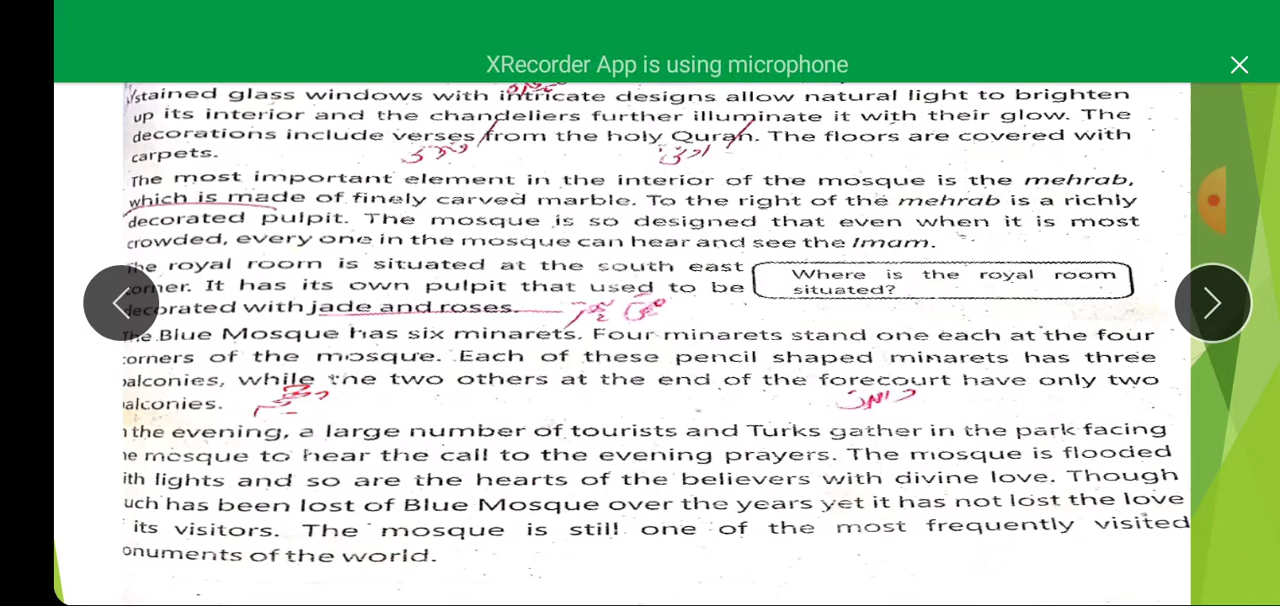 XRecorder App is using microphone
stained glass windows with intricate designs allow natural light to brighten
up its interior and the chandeliers further illuminate it with their glow. The
decorations include verses from the holy Quran. The floors are covered with
carpets.
The most important element in the interior of the mosque is the mehrab,
which is made of finely carved marble. To the right of the mehrab is a richly
decorated pulpit. The mosque is so designed that even when it is most
crowded, every one in the mosque can hear and see the Imam.
The royal room is situated at the south east
corner. It has its own pulpit that used to be
decorated with jade and roses.
Where is the royal room
situated?
The Blue Mosque has six minarets. Four minarets stand one each at the four
corners of the mosque. Each of these pencil shaped minarets has three
balconies, while the two others at the end of the forecourt have only two
alconies.
the evening, a large number of tourists and Turks gather in the park facing
e mosque to hear the call to the evening prayers. The mosque is flooded
ith lights and so are the hearts of the believers with divine love. Though
uch has been lost of Blue Mosque over the years yet it has not lost the love
its visitors. The mosque is still one of the most frequently visited
onuments of the world.